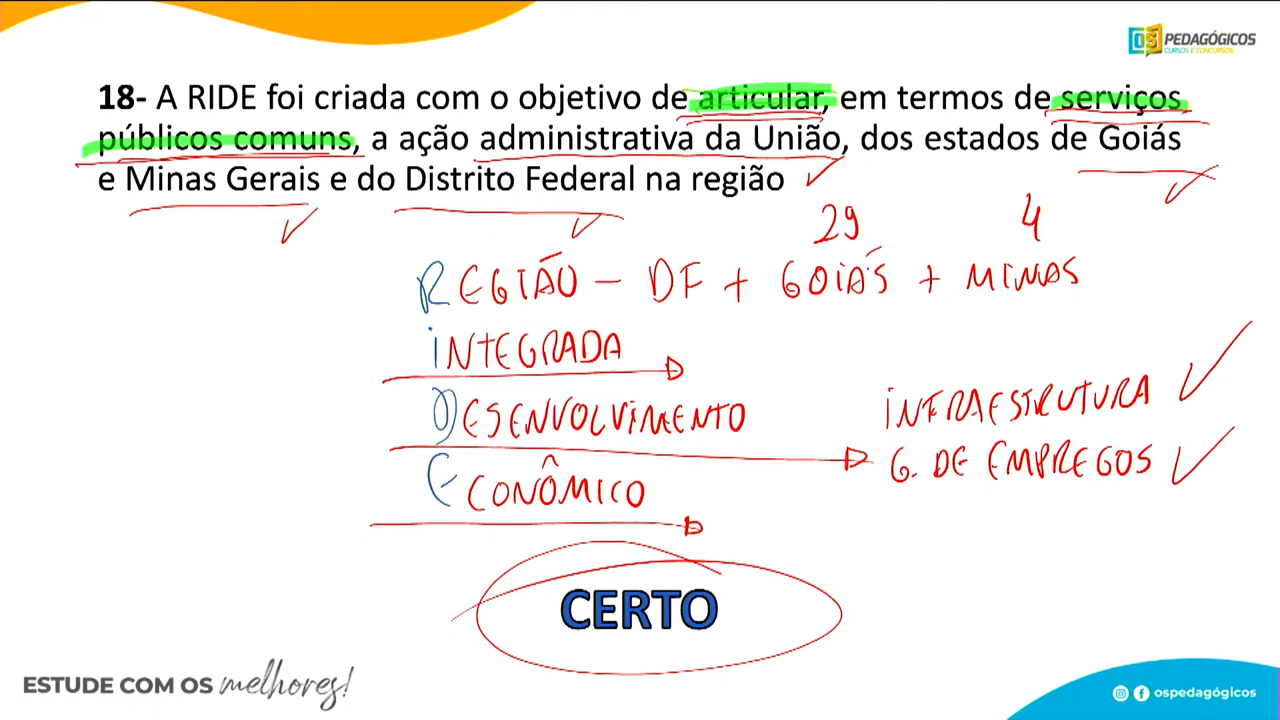 OS PEDAGÓGICOS
CURSOS E CONCURSOS
18- A RIDE foi criada com o objetivo de articular, em termos de serviços
públicos comuns, a ação administrativa da União, dos estados de Goiás
e Minas Gerais e do Distrito Federal na região
29 4
REGIÃO - DF + GOIÁS + MINAS
INTEGRADA
DESENVOLVIMENTO
INFRAESTRUTURA
G. DE EMPREGOS
ECONÔMICO
CERTO
ESTUDE COM OS melhores!
ospedagógicos